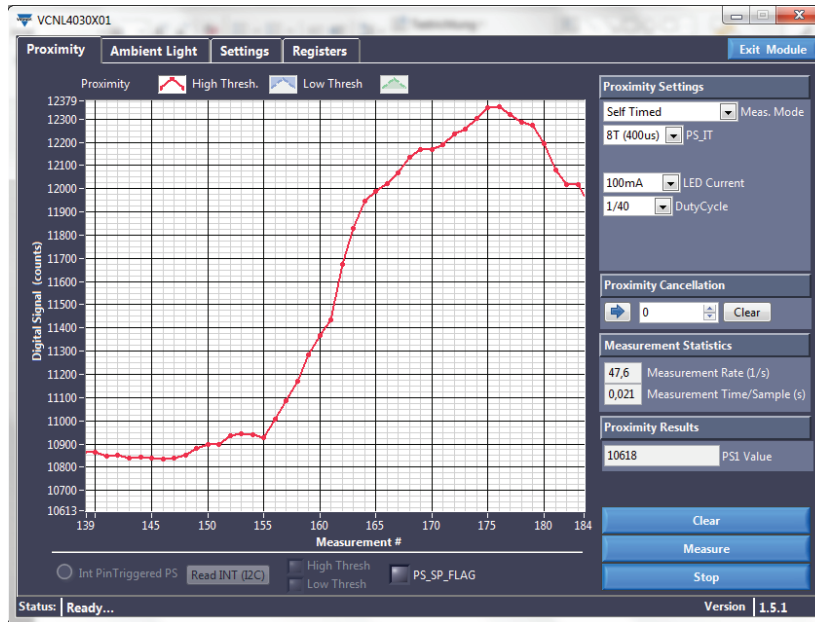 VCNL4030X01
Proximity Ambient Light Settings Registers Exit Module
Proximity High Thresh. Low Thresh
12379
12300
12200
12100
12000
11900
11800
11700
11600
11500
11400
11300
11200
11100
11000
10900
10800
10700
10613
Digital Signal (counts)
139 145 150 155 160 165 170 175 180 184
Measurement #
Int PinTriggered PS Read INT (I2C) High Thresh PS_SP_FLAG
Low Thresh
Proximity Settings
Self Timed Meas. Mode
8T (400us) PS_IT
100mA LED Current
1/40 DutyCycle
Proximity Cancellation
0 Clear
Measurement Statistics
47,6 Measurement Rate (1/s)
0,021 Measurement Time/Sample (s)
Proximity Results
10618 PS1 Value
Clear
Measure
Stop
Status: Ready... Version 1.5.1